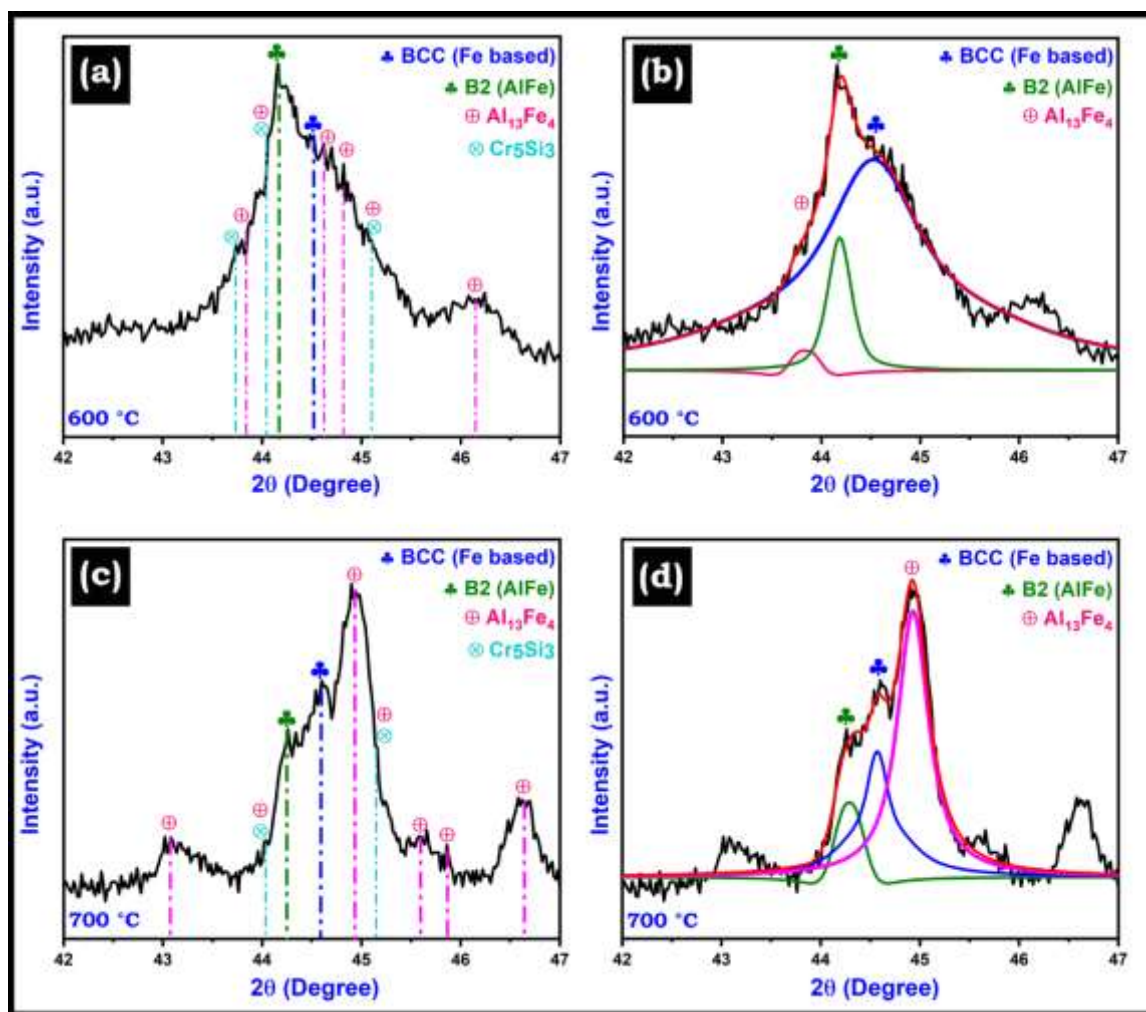 (a)
♣ BCC (Fe based)
♣ B2 (AlFe)
⊕ Al₁₃Fe₄
⊗ Cr₅Si₃
Intensity (a.u.)
600 °C
42 43 44 45 46 47
2θ (Degree)
(b)
♣ BCC (Fe based)
♣ B2 (AlFe)
⊕ Al₁₃Fe₄
Intensity (a.u.)
600 °C
42 43 44 45 46 47
2θ (Degree)
(c)
♣ BCC (Fe based)
♣ B2 (AlFe)
⊕ Al₁₃Fe₄
⊗ Cr₅Si₃
Intensity (a.u.)
700 °C
42 43 44 45 46 47
2θ (Degree)
(d)
♣ BCC (Fe based)
♣ B2 (AlFe)
⊕ Al₁₃Fe₄
Intensity (a.u.)
700 °C
42 43 44 45 46 47
2θ (Degree)